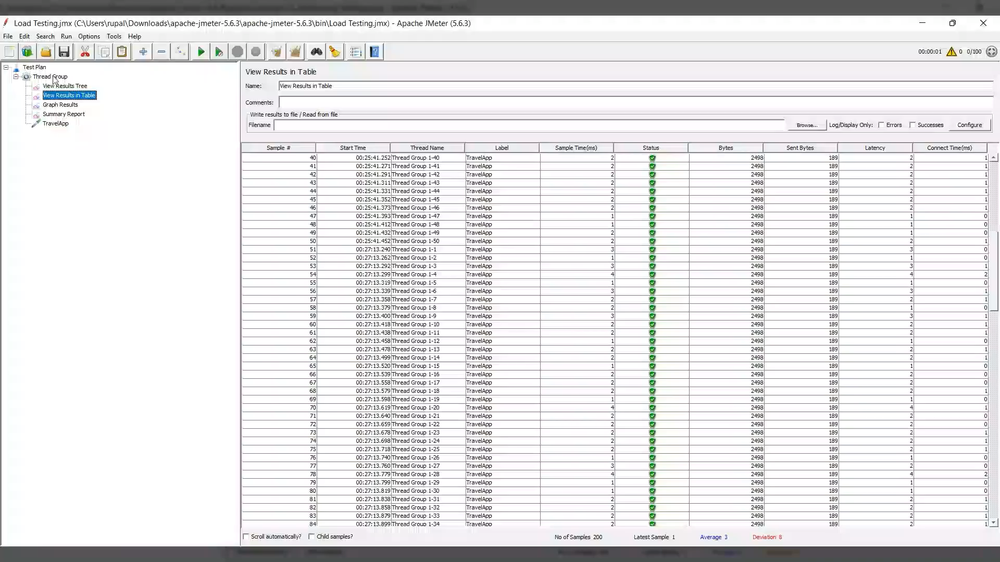 Load Testing.jmx (C:\Users\rupal\Downloads\apache-jmeter-5.6.3\apache-jmeter-5.6.3\bin\Load Testing.jmx) - Apache JMeter (5.6.3)
File Edit Search Run Options Tools Help
00:00:01 0 0/100
Test Plan
Thread Group
View Results Tree
View Results in Table
Graph Results
Summary Report
TravelApp
View Results in Table
Name: View Results in Table
Comments:
Write results to file / Read from file
Filename Browse... Log/Display Only: Errors Successes Configure
Sample # Start Time Thread Name Label Sample Time(ms) Status Bytes Sent Bytes Latency Connect Time(ms)
40 00:25:41.252 Thread Group 1-40 TravelApp 2 2498 189 2 1
41 00:25:41.271 Thread Group 1-41 TravelApp 2 2498 189 2 1
42 00:25:41.291 Thread Group 1-42 TravelApp 2 2498 189 2 1
43 00:25:41.311 Thread Group 1-43 TravelApp 2 2498 189 2 1
44 00:25:41.331 Thread Group 1-44 TravelApp 2 2498 189 2 1
45 00:25:41.352 Thread Group 1-45 TravelApp 2 2498 189 2 1
46 00:25:41.373 Thread Group 1-46 TravelApp 2 2498 189 2 1
47 00:25:41.393 Thread Group 1-47 TravelApp 1 2498 189 1 0
48 00:25:41.412 Thread Group 1-48 TravelApp 1 2498 189 1 0
49 00:25:41.432 Thread Group 1-49 TravelApp 2 2498 189 1 0
50 00:25:41.452 Thread Group 1-50 TravelApp 2 2498 189 2 1
51 00:27:13.240 Thread Group 1-1 TravelApp 3 2498 189 3 0
52 00:27:13.262 Thread Group 1-2 TravelApp 1 2498 189 1 0
53 00:27:13.292 Thread Group 1-3 TravelApp 3 2498 189 3 1
54 00:27:13.299 Thread Group 1-4 TravelApp 4 2498 189 4 2
55 00:27:13.319 Thread Group 1-5 TravelApp 1 2498 189 1 0
56 00:27:13.339 Thread Group 1-6 TravelApp 3 2498 189 3 1
57 00:27:13.358 Thread Group 1-7 TravelApp 2 2498 189 2 1
58 00:27:13.379 Thread Group 1-8 TravelApp 2 2498 189 1 0
59 00:27:13.400 Thread Group 1-9 TravelApp 3 2498 189 3 1
60 00:27:13.418 Thread Group 1-10 TravelApp 2 2498 189 2 1
61 00:27:13.438 Thread Group 1-11 TravelApp 2 2498 189 2 1
62 00:27:13.458 Thread Group 1-12 TravelApp 1 2498 189 1 0
63 00:27:13.478 Thread Group 1-13 TravelApp 2 2498 189 2 1
64 00:27:13.499 Thread Group 1-14 TravelApp 2 2498 189 2 1
65 00:27:13.520 Thread Group 1-15 TravelApp 1 2498 189 1 0
66 00:27:13.539 Thread Group 1-16 TravelApp 2 2498 189 2 0
67 00:27:13.558 Thread Group 1-17 TravelApp 2 2498 189 2 0
68 00:27:13.579 Thread Group 1-18 TravelApp 2 2498 189 2 1
69 00:27:13.598 Thread Group 1-19 TravelApp 1 2498 189 1 0
70 00:27:13.619 Thread Group 1-20 TravelApp 4 2498 189 4 1
71 00:27:13.640 Thread Group 1-21 TravelApp 2 2498 189 2 0
72 00:27:13.659 Thread Group 1-22 TravelApp 2 2498 189 2 0
73 00:27:13.678 Thread Group 1-23 TravelApp 2 2498 189 2 1
74 00:27:13.698 Thread Group 1-24 TravelApp 2 2498 189 2 1
75 00:27:13.718 Thread Group 1-25 TravelApp 2 2498 189 2 1
76 00:27:13.740 Thread Group 1-26 TravelApp 1 2498 189 1 0
77 00:27:13.760 Thread Group 1-27 TravelApp 3 2498 189 2 0
78 00:27:13.779 Thread Group 1-28 TravelApp 4 2498 189 4 2
79 00:27:13.799 Thread Group 1-29 TravelApp 1 2498 189 1 0
80 00:27:13.819 Thread Group 1-30 TravelApp 1 2498 189 1 0
81 00:27:13.838 Thread Group 1-31 TravelApp 2 2498 189 2 1
82 00:27:13.858 Thread Group 1-32 TravelApp 2 2498 189 2 1
83 00:27:13.879 Thread Group 1-33 TravelApp 2 2498 189 2 1
84 00:27:13.899 Thread Group 1-34 TravelApp 2 2498 189 2 1
Scroll automatically? Child samples? No of Samples 200 Latest Sample 1 Average 3 Deviation 8